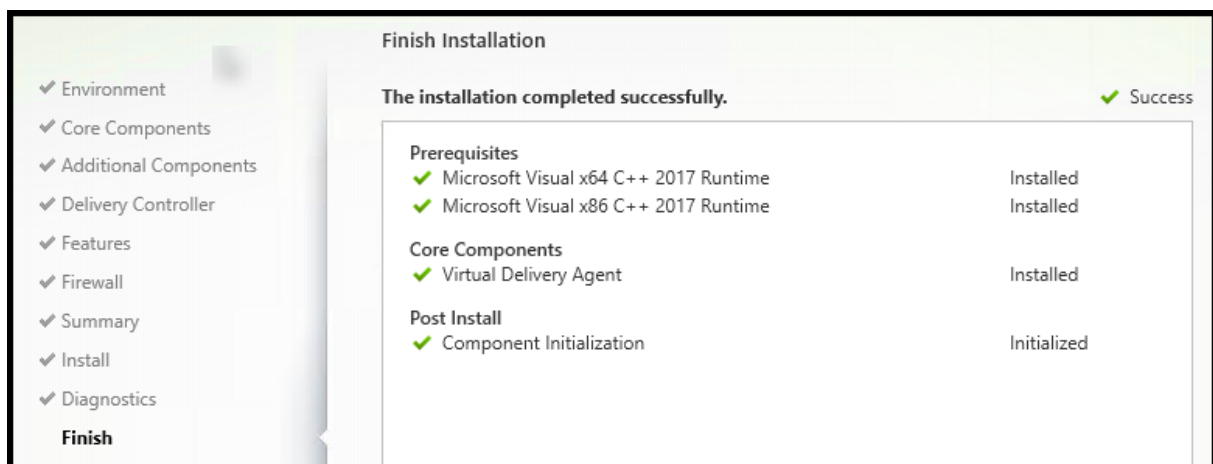 Finish Installation
Environment
Core Components
Additional Components
Delivery Controller
Features
Firewall
Summary
Install
Diagnostics
Finish
The installation completed successfully. Success
Prerequisites
Microsoft Visual x64 C++ 2017 Runtime Installed
Microsoft Visual x86 C++ 2017 Runtime Installed
Core Components
Virtual Delivery Agent Installed
Post Install
Component Initialization Initialized